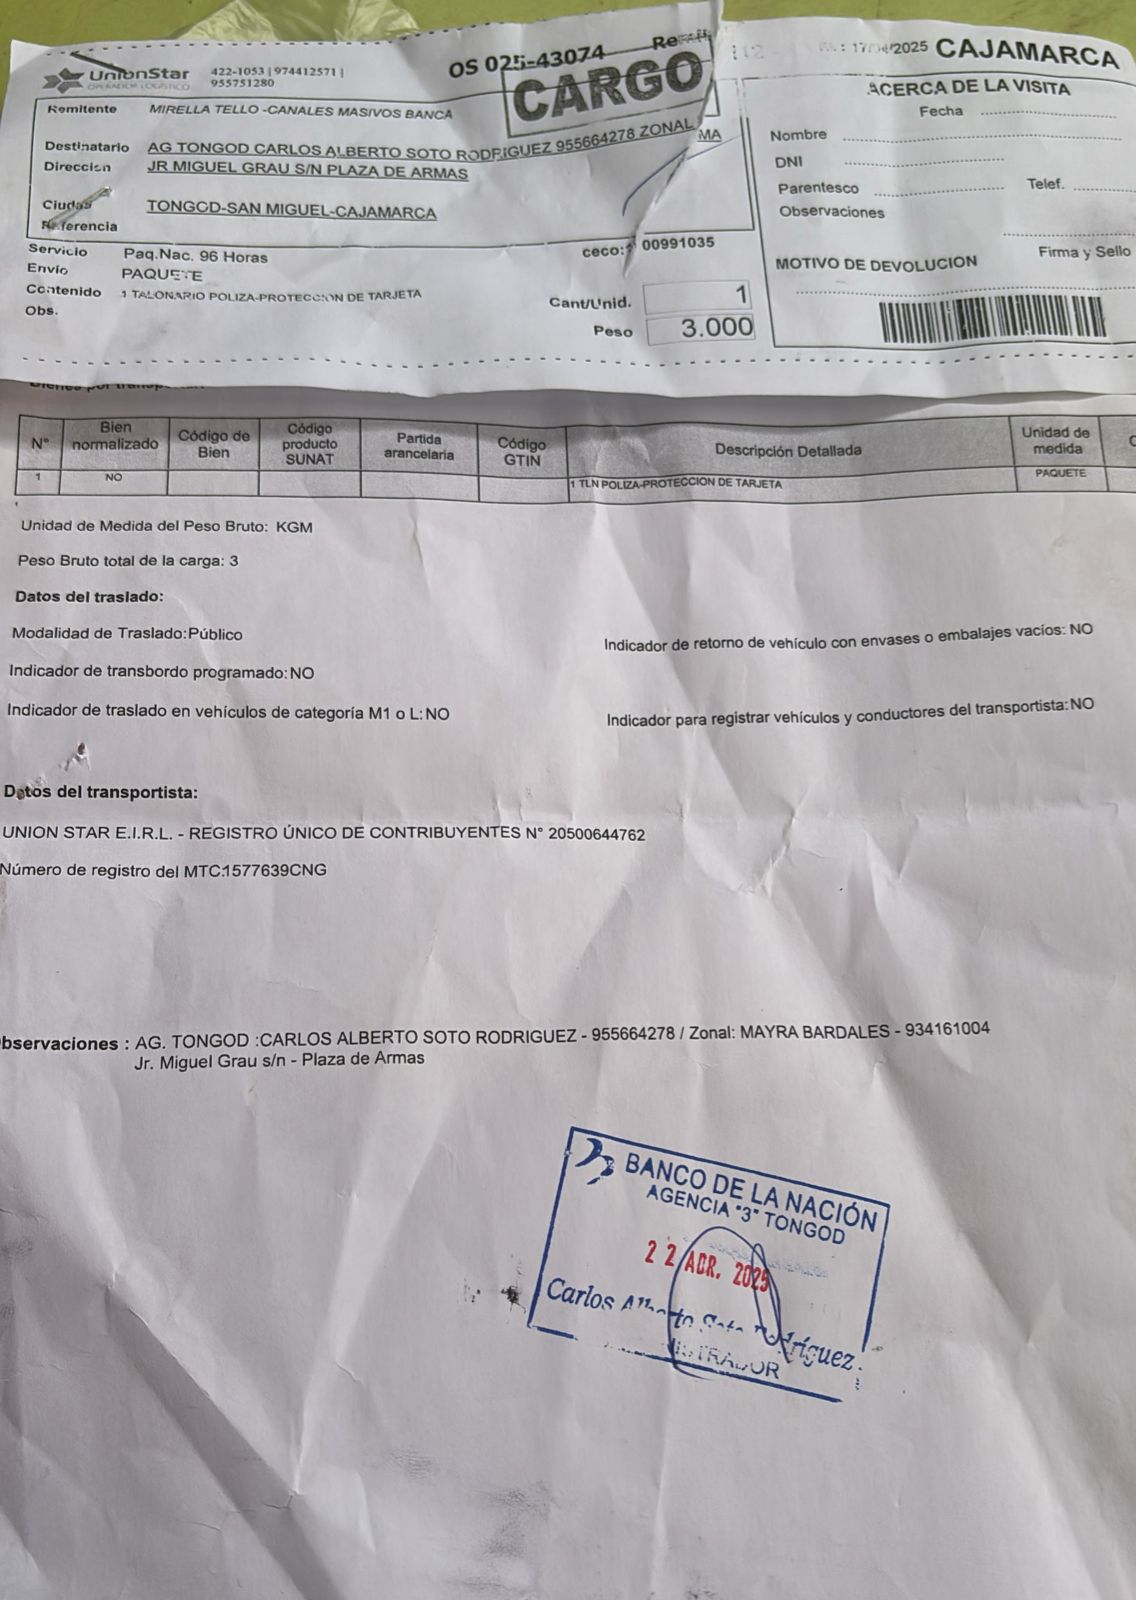 UnionStar
OPERADOR LOGISTICO
422-1053 | 974412571 |
955751280
OS 025-43074
CARGO
17/04/2025 CAJAMARCA
Remitente MIRELLA TELLO -CANALES MASIVOS BANCA
Destinatario AG TONGOD CARLOS ALBERTO SOTO RODRIGUEZ 955664278 ZONAL MA
Direccion JR MIGUEL GRAU S/N PLAZA DE ARMAS
Ciudad TONGOD-SAN MIGUEL-CAJAMARCA
Referencia
Servicio Paq.Nac. 96 Horas
ceco: 00991035
Envío PAQUETE
Contenido 1 TALONARIO POLIZA-PROTECCION DE TARJETA
Obs.
Cant/Unid. 1
Peso 3.000
ACERCA DE LA VISITA
Fecha
Nombre
DNI
Parentesco Telef.
Observaciones
Firma y Sello
MOTIVO DE DEVOLUCION
Bienes por
N° Bien normalizado Código de Bien Código producto SUNAT Partida arancelaria Código GTIN Descripción Detallada Unidad de medida
1 NO 1 TLN POLIZA-PROTECCION DE TARJETA PAQUETE
Unidad de Medida del Peso Bruto: KGM
Peso Bruto total de la carga: 3
Datos del traslado:
Modalidad de Traslado:Público
Indicador de retorno de vehículo con envases o embalajes vacíos: NO
Indicador de transbordo programado:NO
Indicador de traslado en vehículos de categoría M1 o L:NO
Indicador para registrar vehículos y conductores del transportista:NO
Datos del transportista:
UNION STAR E.I.R.L. - REGISTRO ÚNICO DE CONTRIBUYENTES N° 20500644762
Número de registro del MTC:1577639CNG
bservaciones : AG. TONGOD :CARLOS ALBERTO SOTO RODRIGUEZ - 955664278 / Zonal: MAYRA BARDALES - 934161004
Jr. Miguel Grau s/n - Plaza de Armas
BANCO DE LA NACIÓN
AGENCIA "3" TONGOD
22 ABR. 2025
Carlos Alberto Soto Rodríguez